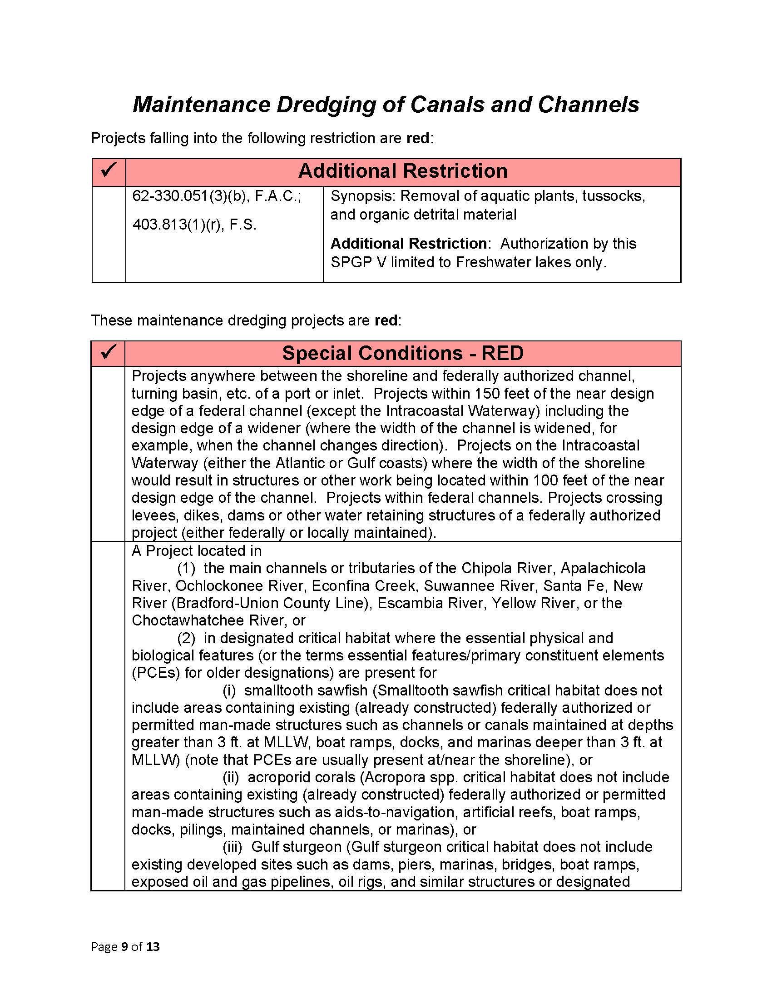 Maintenance Dredging of Canals and Channels
Projects falling into the following restriction are red:
✓ Additional Restriction
62-330.051(3)(b), F.A.C.;
403.813(1)(r), F.S.
Synopsis: Removal of aquatic plants, tussocks,
and organic detrital material
Additional Restriction: Authorization by this
SPGP V limited to Freshwater lakes only.
These maintenance dredging projects are red:
✓ Special Conditions - RED
Projects anywhere between the shoreline and federally authorized channel,
turning basin, etc. of a port or inlet. Projects within 150 feet of the near design
edge of a federal channel (except the Intracoastal Waterway) including the
design edge of a widener (where the width of the channel is widened, for
example, when the channel changes direction). Projects on the Intracoastal
Waterway (either the Atlantic or Gulf coasts) where the width of the shoreline
would result in structures or other work being located within 100 feet of the near
design edge of the channel. Projects within federal channels. Projects crossing
levees, dikes, dams or other water retaining structures of a federally authorized
project (either federally or locally maintained).
A Project located in
(1) the main channels or tributaries of the Chipola River, Apalachicola
River, Ochlockonee River, Econfina Creek, Suwannee River, Santa Fe, New
River (Bradford-Union County Line), Escambia River, Yellow River, or the
Choctawhatchee River, or
(2) in designated critical habitat where the essential physical and
biological features (or the terms essential features/primary constituent elements
(PCEs) for older designations) are present for
(i) smalltooth sawfish (Smalltooth sawfish critical habitat does not
include areas containing existing (already constructed) federally authorized or
permitted man-made structures such as channels or canals maintained at depths
greater than 3 ft. at MLLW, boat ramps, docks, and marinas deeper than 3 ft. at
MLLW) (note that PCEs are usually present at/near the shoreline), or
(ii) acroporid corals (Acropora spp. critical habitat does not include
areas containing existing (already constructed) federally authorized or permitted
man-made structures such as aids-to-navigation, artificial reefs, boat ramps,
docks, pilings, maintained channels, or marinas), or
(iii) Gulf sturgeon (Gulf sturgeon critical habitat does not include
existing developed sites such as dams, piers, marinas, bridges, boat ramps,
exposed oil and gas pipelines, oil rigs, and similar structures or designated
Page 9 of 13